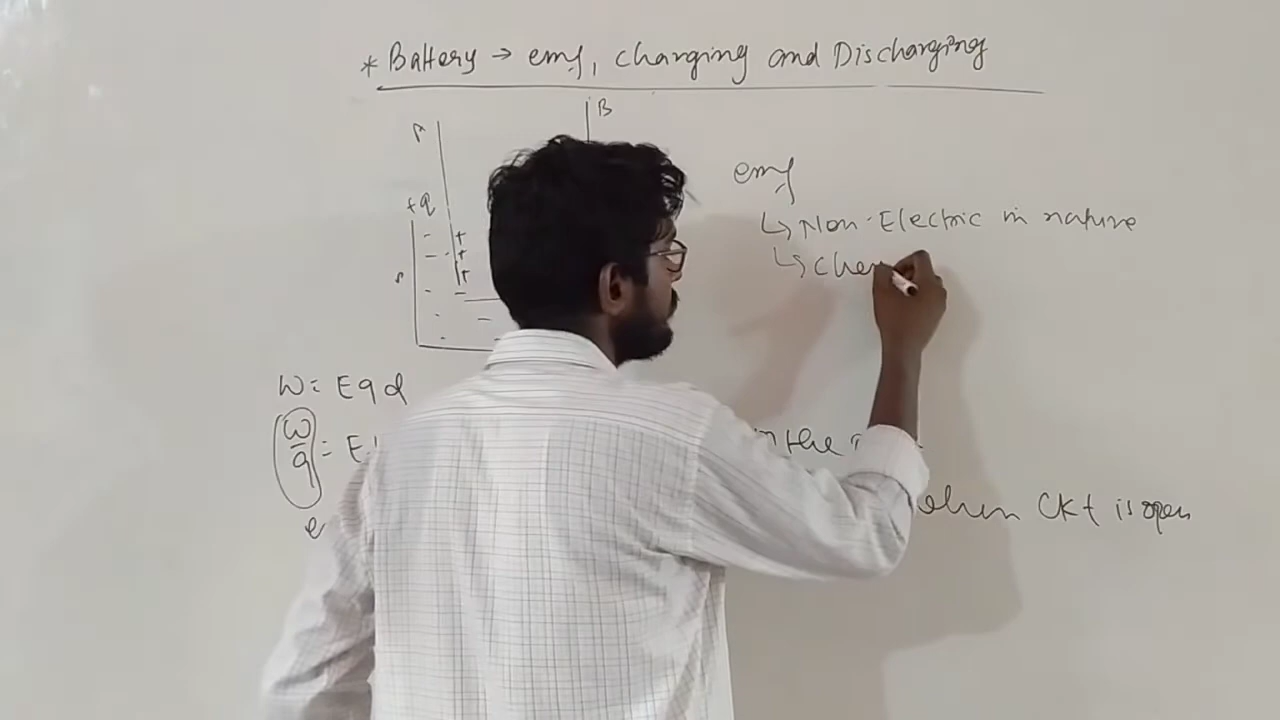 * Battery → emf, charging and Discharging
B
A
+q
emf
↳ Non-Electric in nature
↳ Chem
W = Eqd
W/q = E
e
in the
when Ckt is open